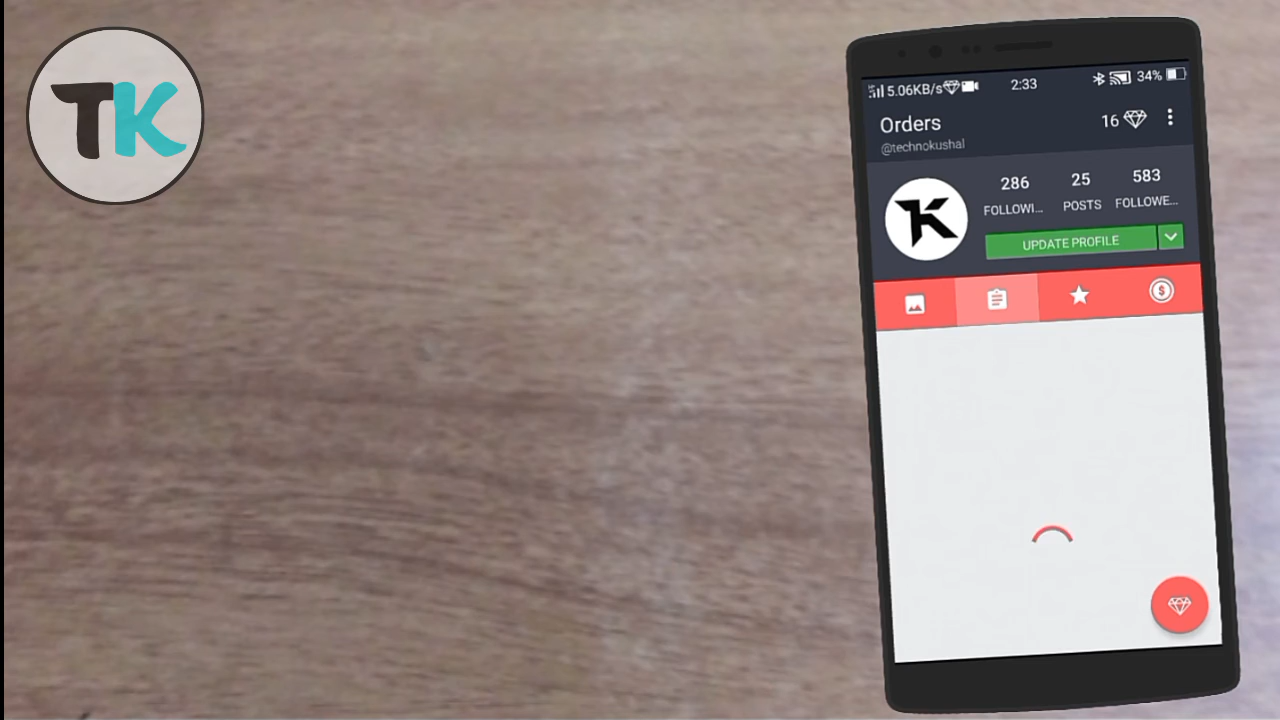 TK
5.06KB/s 2:33 34%
Orders 16
@technokushal
286 25 583
FOLLOWI... POSTS FOLLOWE...
UPDATE PROFILE